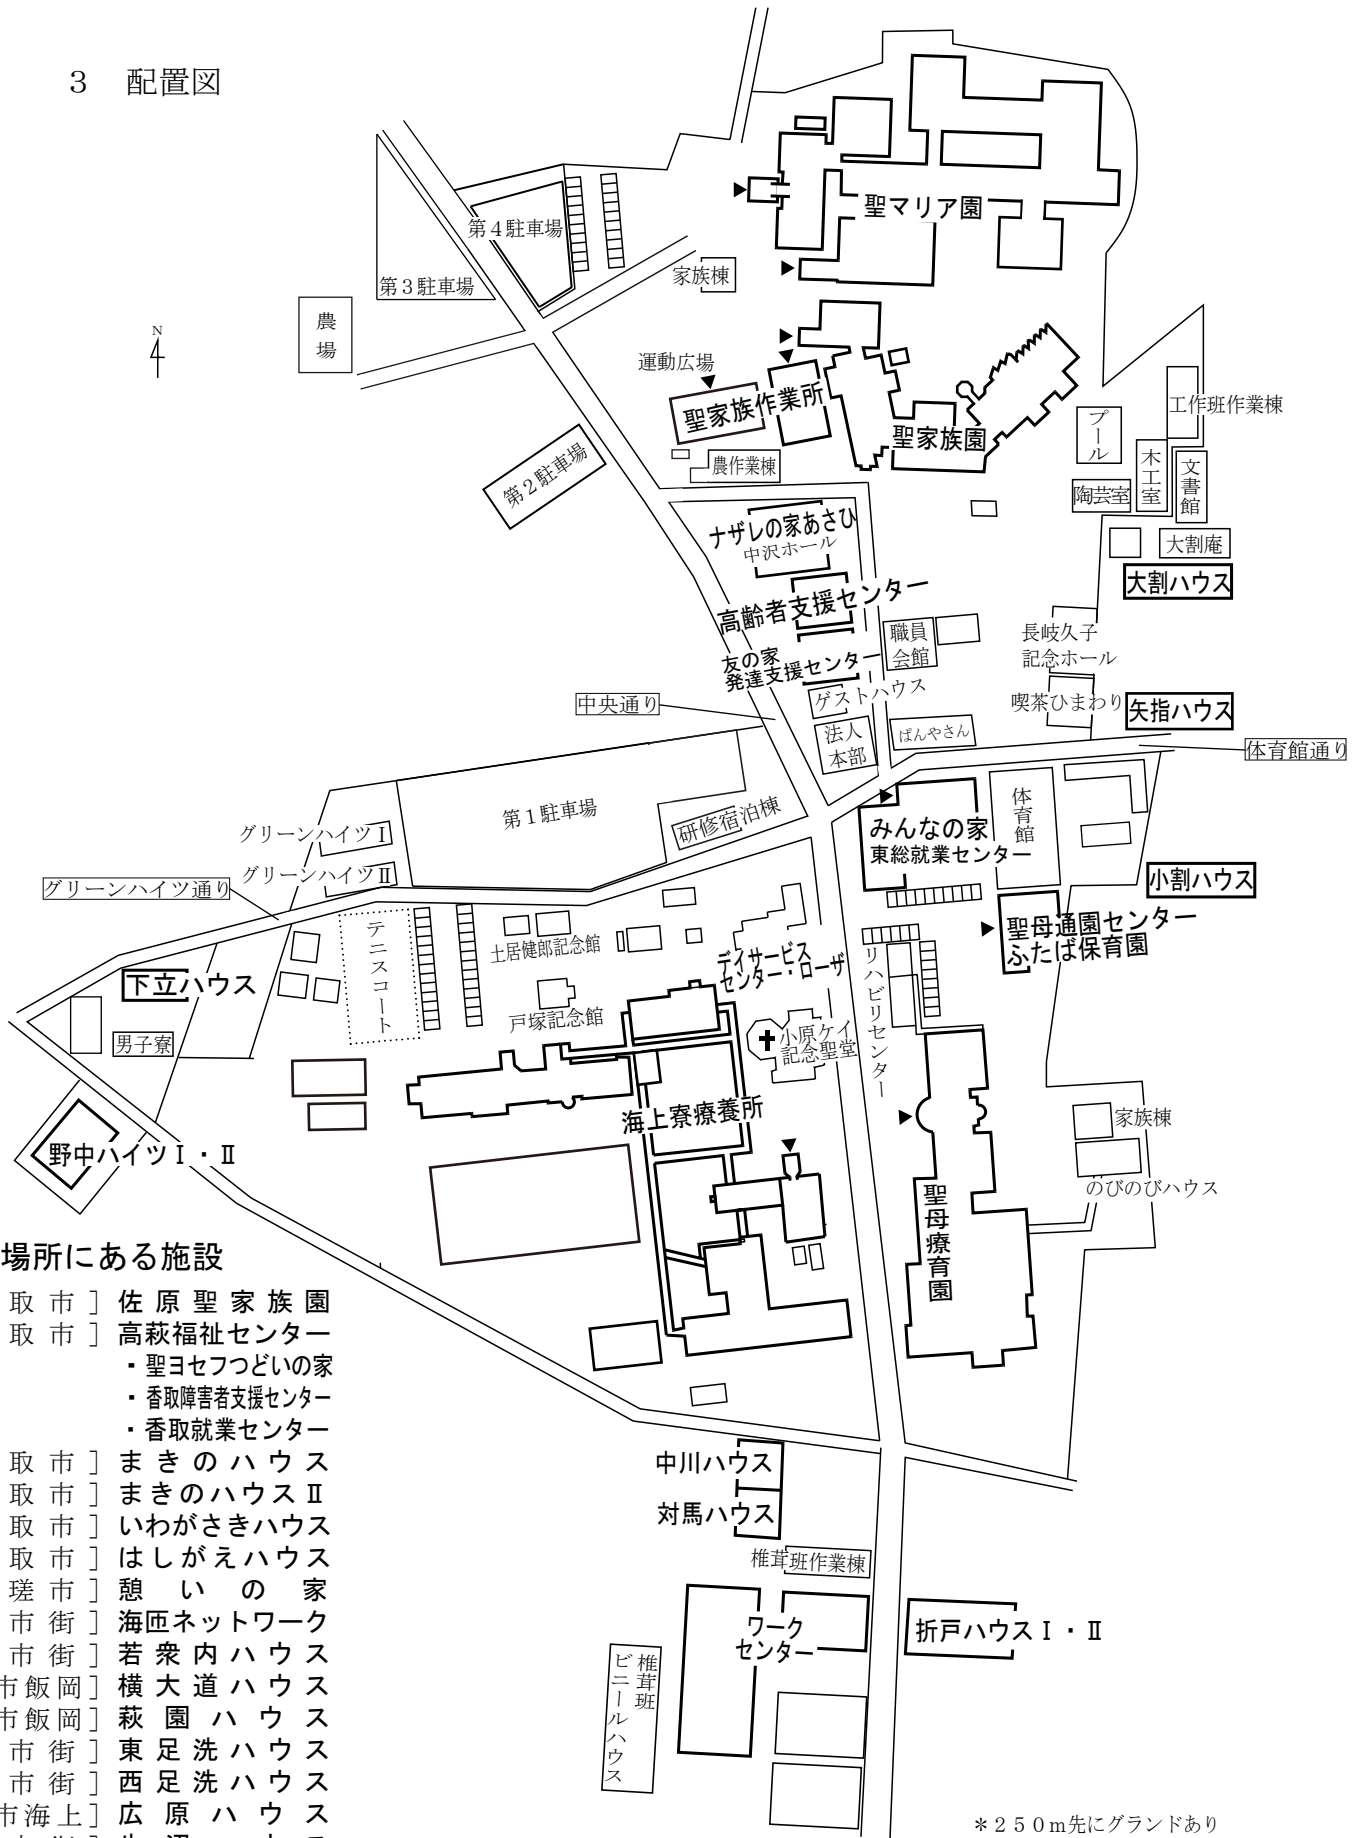 ３　配置図
第４駐車場
第３駐車場
農場
N
家族棟
聖マリア園
運動広場
聖家族作業所
聖家族園
第２駐車場
農作業棟
プール
工作班作業棟
木工室
文書館
陶芸室
大割庵
大割ハウス
ナザレの家あさひ
中沢ホール
高齢者支援センター
友の家
発達支援センター
職員
会館
ゲストハウス
法人
本部
ぱんやさん
長岐久子
記念ホール
喫茶ひまわり
矢指ハウス
体育館通り
中央通り
第１駐車場
研修宿泊棟
グリーンハイツⅠ
グリーンハイツⅡ
グリーンハイツ通り
みんなの家
東総就業センター
体育館
小割ハウス
聖母通園センター
ふたば保育園
テニスコート
土居健郎記念館
戸塚記念館
デイサービス
センター・ローザ
小原ケイ
記念聖堂
リハビリセンター
下立ハウス
男子寮
野中ハイツⅠ・Ⅱ
海上寮療養所
聖母療育園
家族棟
のびのびハウス
場所にある施設
取市］佐原聖家族園
取市］高萩福祉センター
・聖ヨセフつどいの家
・香取障害者支援センター
・香取就業センター
取市］まきのハウス
取市］まきのハウスⅡ
取市］いわがさきハウス
取市］はしがえハウス
瑳市］憩いの家
市街］海匝ネットワーク
市街］若衆内ハウス
市飯岡］横大道ハウス
市飯岡］萩園ハウス
市街］東足洗ハウス
市街］西足洗ハウス
市海上］広原ハウス
中川ハウス
対馬ハウス
椎茸班作業棟
ワーク
センター
折戸ハウスⅠ・Ⅱ
椎茸班
ビニールハウス
＊２５０ｍ先にグランドあり